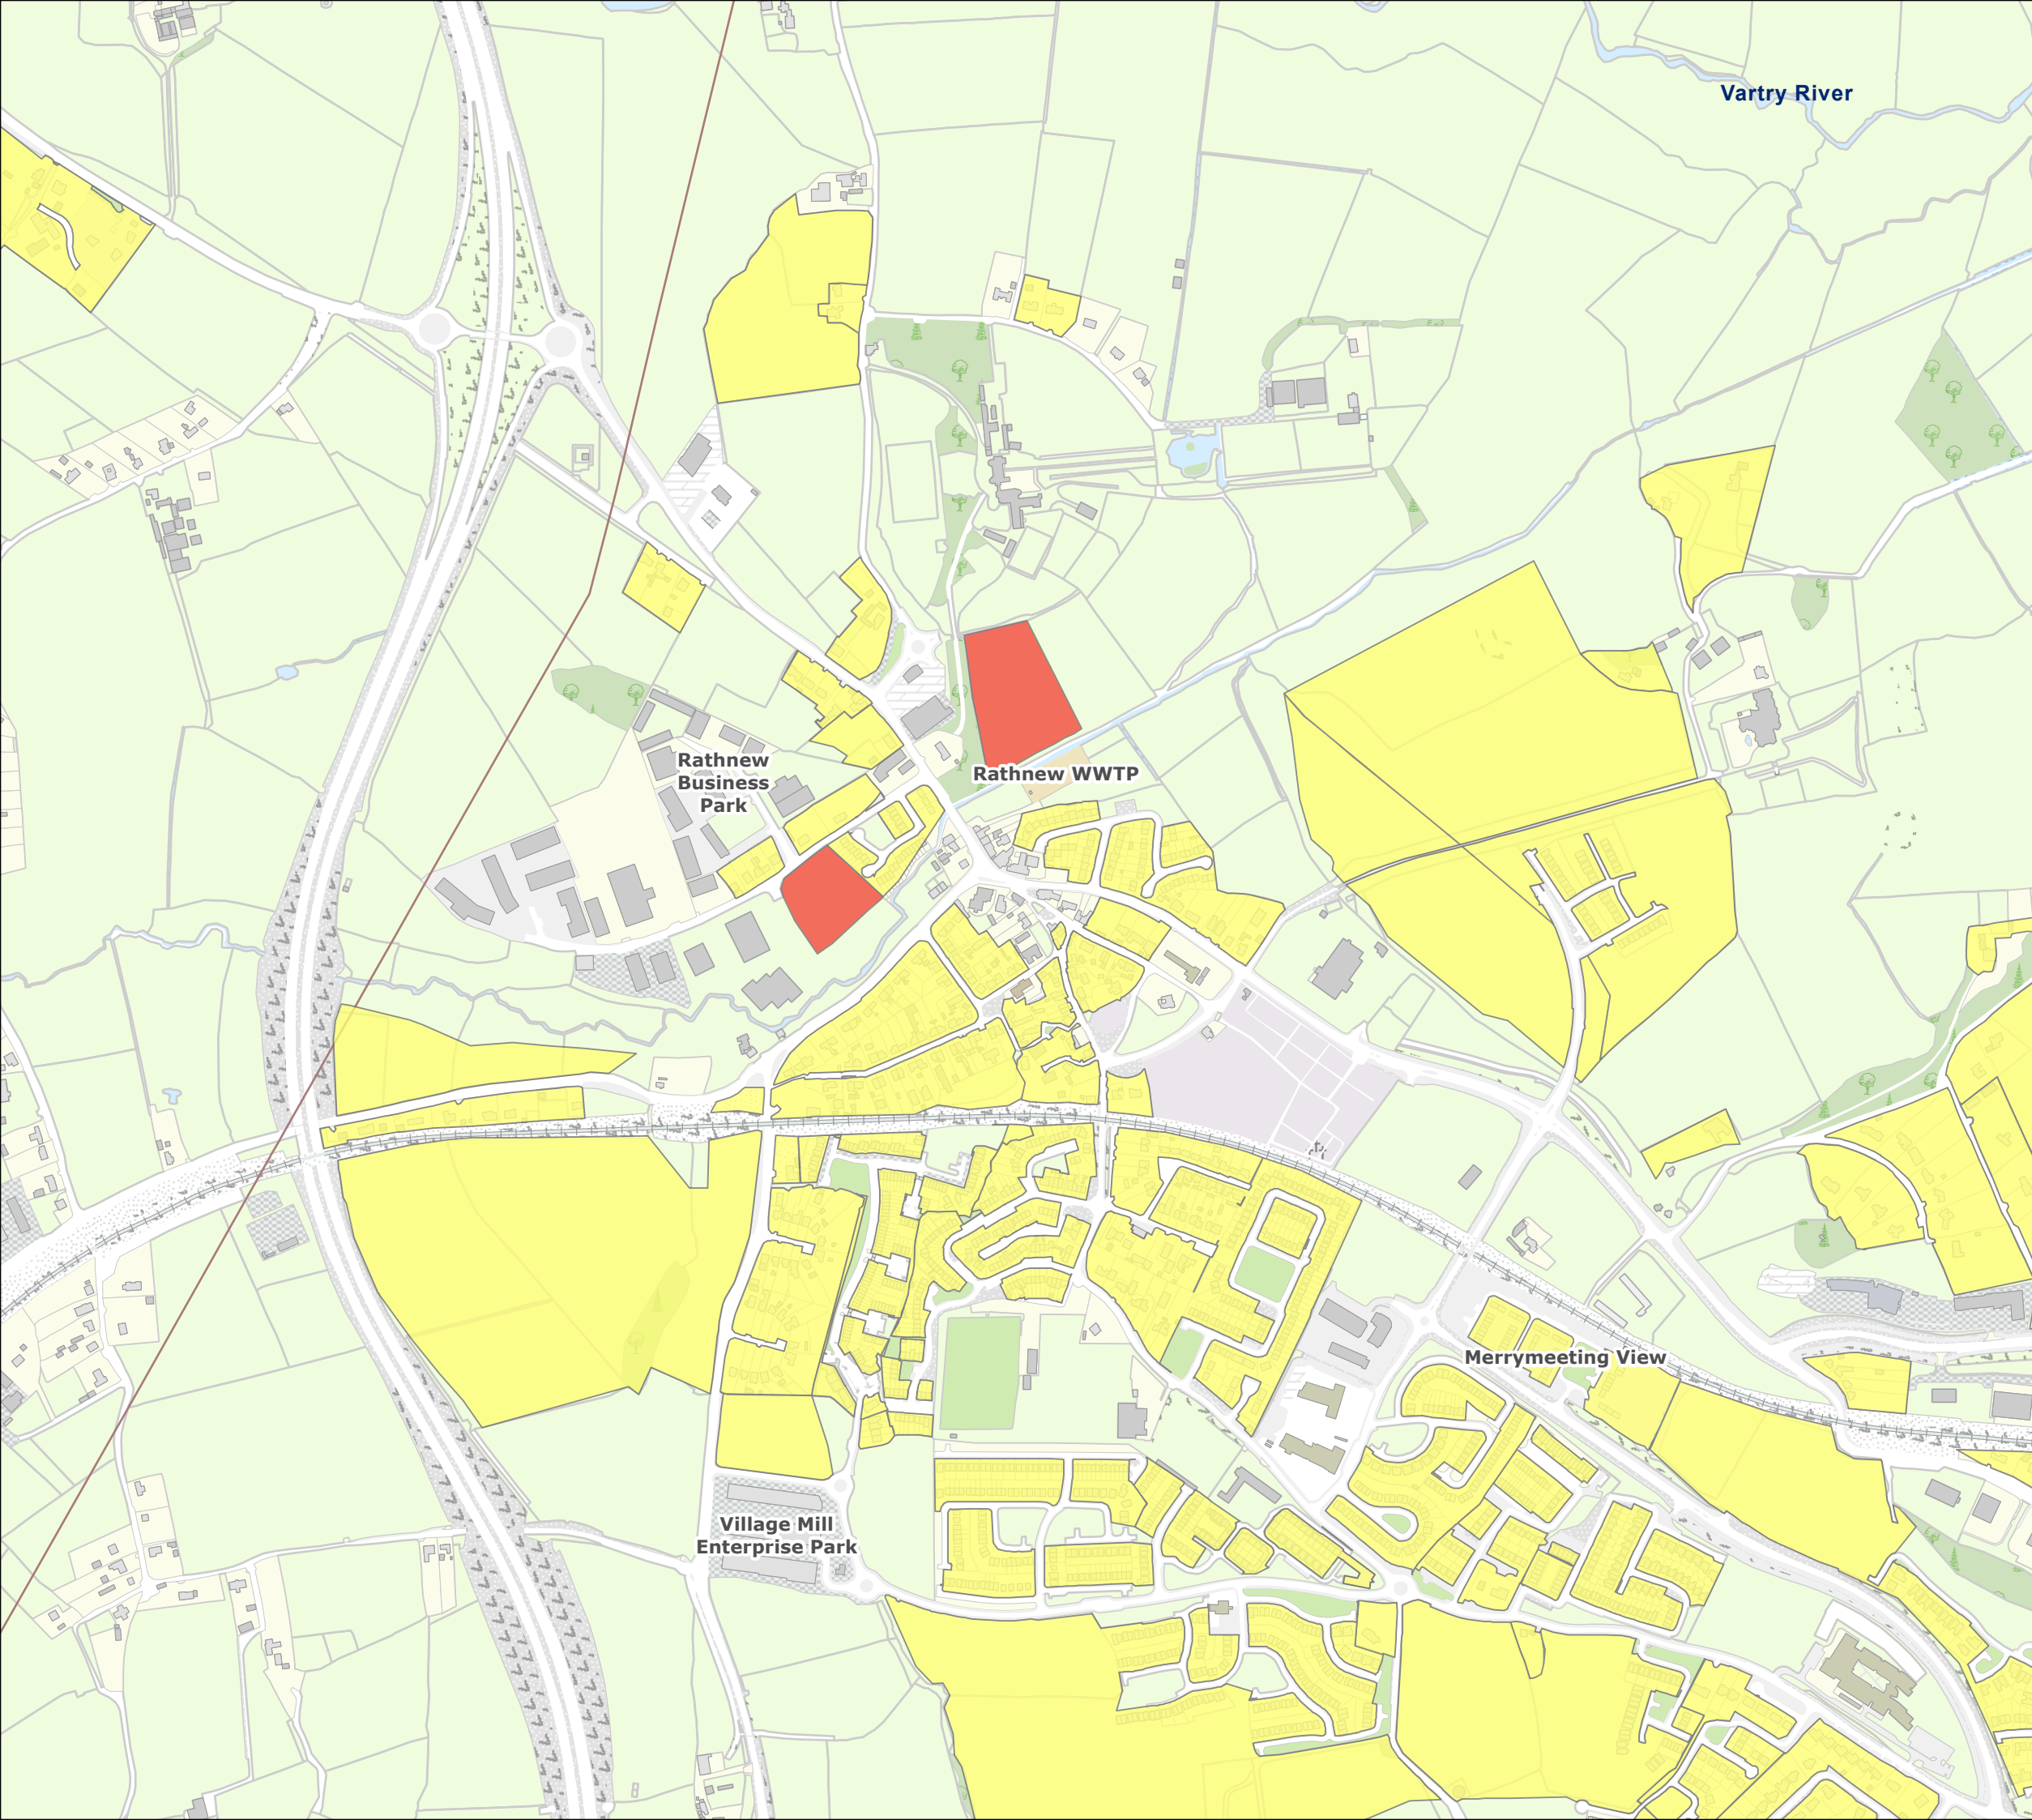 Vartry River
Rathnew
Business
Park
Rathnew WWTP
Merrymeeting View
Village Mill
Enterprise Park